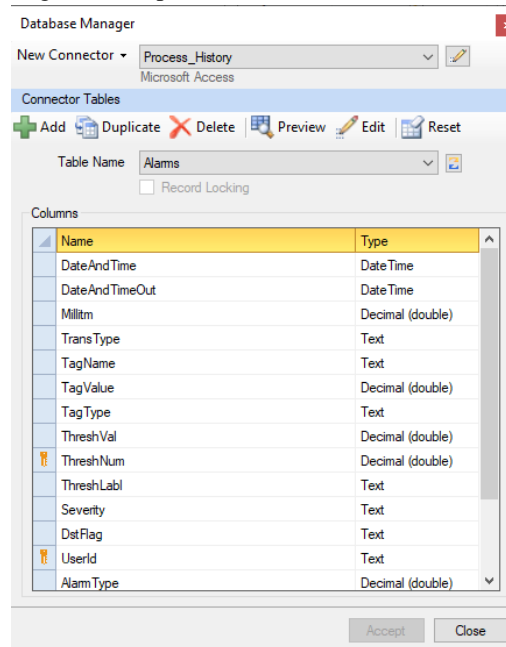 Database Manager
New Connector
Process_History
Microsoft Access
Connector Tables
Add Duplicate Delete Preview Edit Reset
Table Name Alarms
Record Locking
Columns
Name Type
DateAndTime DateTime
DateAndTimeOut DateTime
Millitm Decimal (double)
TransType Text
TagName Text
TagValue Decimal (double)
TagType Text
ThreshVal Decimal (double)
ThreshNum Decimal (double)
ThreshLabl Text
Severity Text
DstFlag Text
UserId Text
AlarmType Decimal (double)
Accept Close